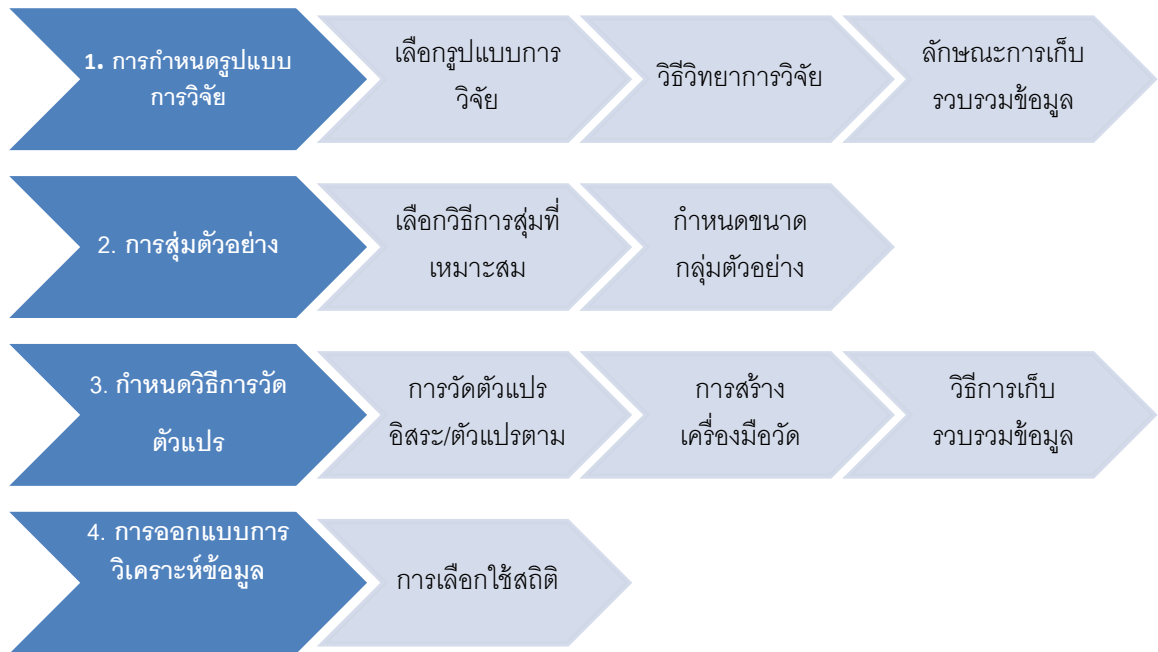 1. การกำหนดรูปแบบ
การวิจัย
เลือกรูปแบบการ
วิจัย
วิธีวิทยาการวิจัย
ลักษณะการเก็บ
รวบรวมข้อมูล
2. การสุ่มตัวอย่าง
เลือกวิธีการสุ่มที่
เหมาะสม
กำหนดขนาด
กลุ่มตัวอย่าง
3. กำหนดวิธีการวัด
ตัวแปร
การวัดตัวแปร
อิสระ/ตัวแปรตาม
การสร้าง
เครื่องมือวัด
วิธีการเก็บ
รวบรวมข้อมูล
4. การออกแบบการ
วิเคราะห์ข้อมูล
การเลือกใช้สถิติ